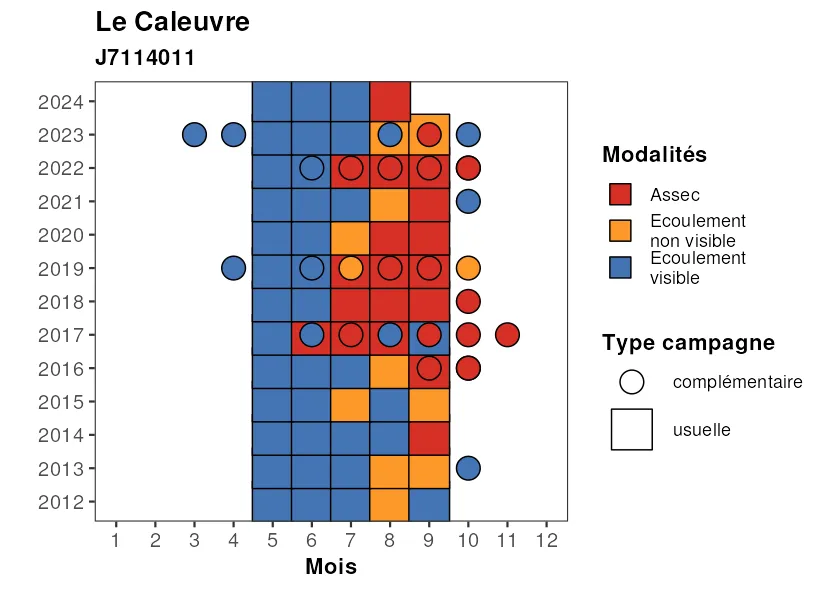 Le Caleuvre
J7114011
2024
2023
2022
2021
2020
2019
2018
2017
2016
2015
2014
2013
2012
1 2 3 4 5 6 7 8 9 10 11 12
Mois
Modalités
Assec
Ecoulement
non visible
Ecoulement
visible
Type campagne
complémentaire
usuelle